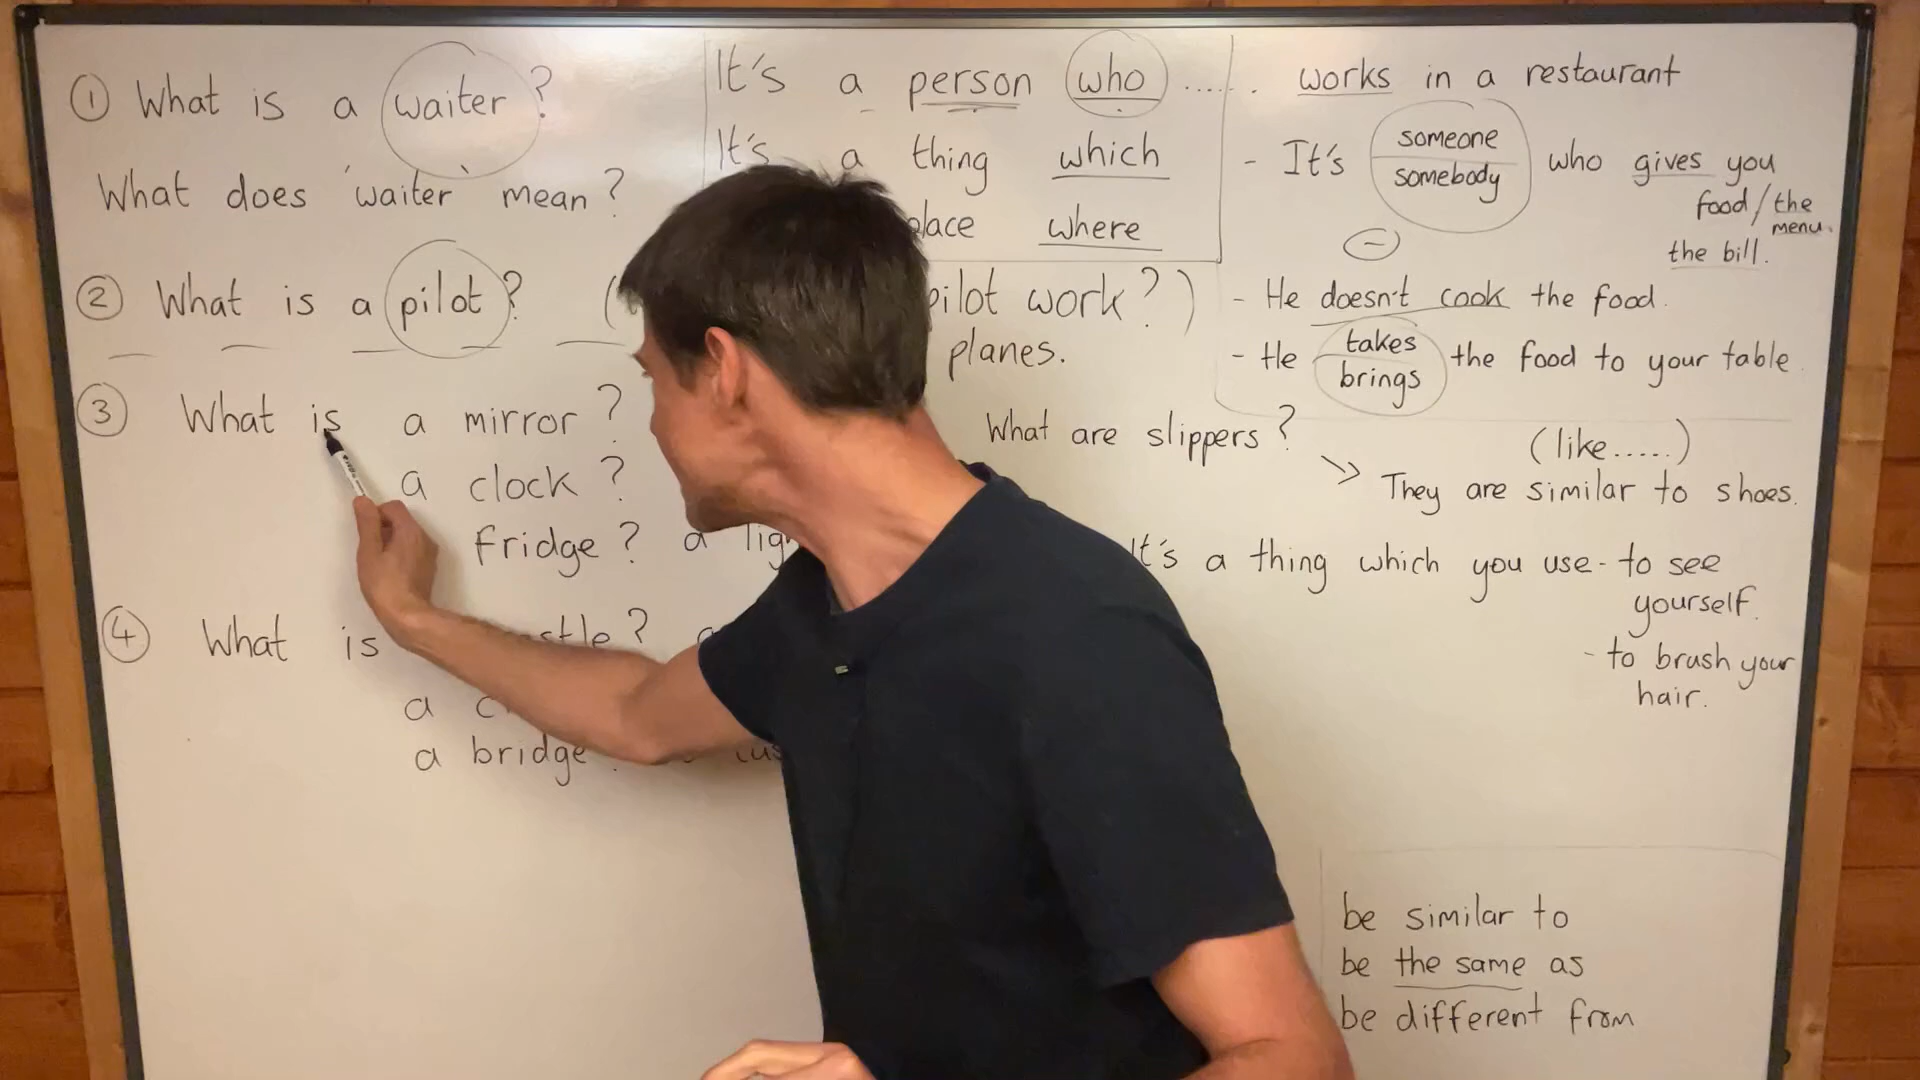 ① What is a waiter ?
What does 'waiter' mean ?
② What is a pilot ? ( pilot work ? )
planes.
③ What is a mirror ?
a clock ?
fridge ? a
④ What is
a
a bridge
It's a person who ...... works in a restaurant
It's a thing which
where
- It's someone / somebody who gives you
food / the menu.
the bill.
(-)
- He doesn't cook the food.
- He takes / brings the food to your table
What are slippers ?
(like.....)
They are similar to shoes.
It's a thing which you use - to see
yourself.
- to brush your
hair.
be similar to
be the same as
be different from